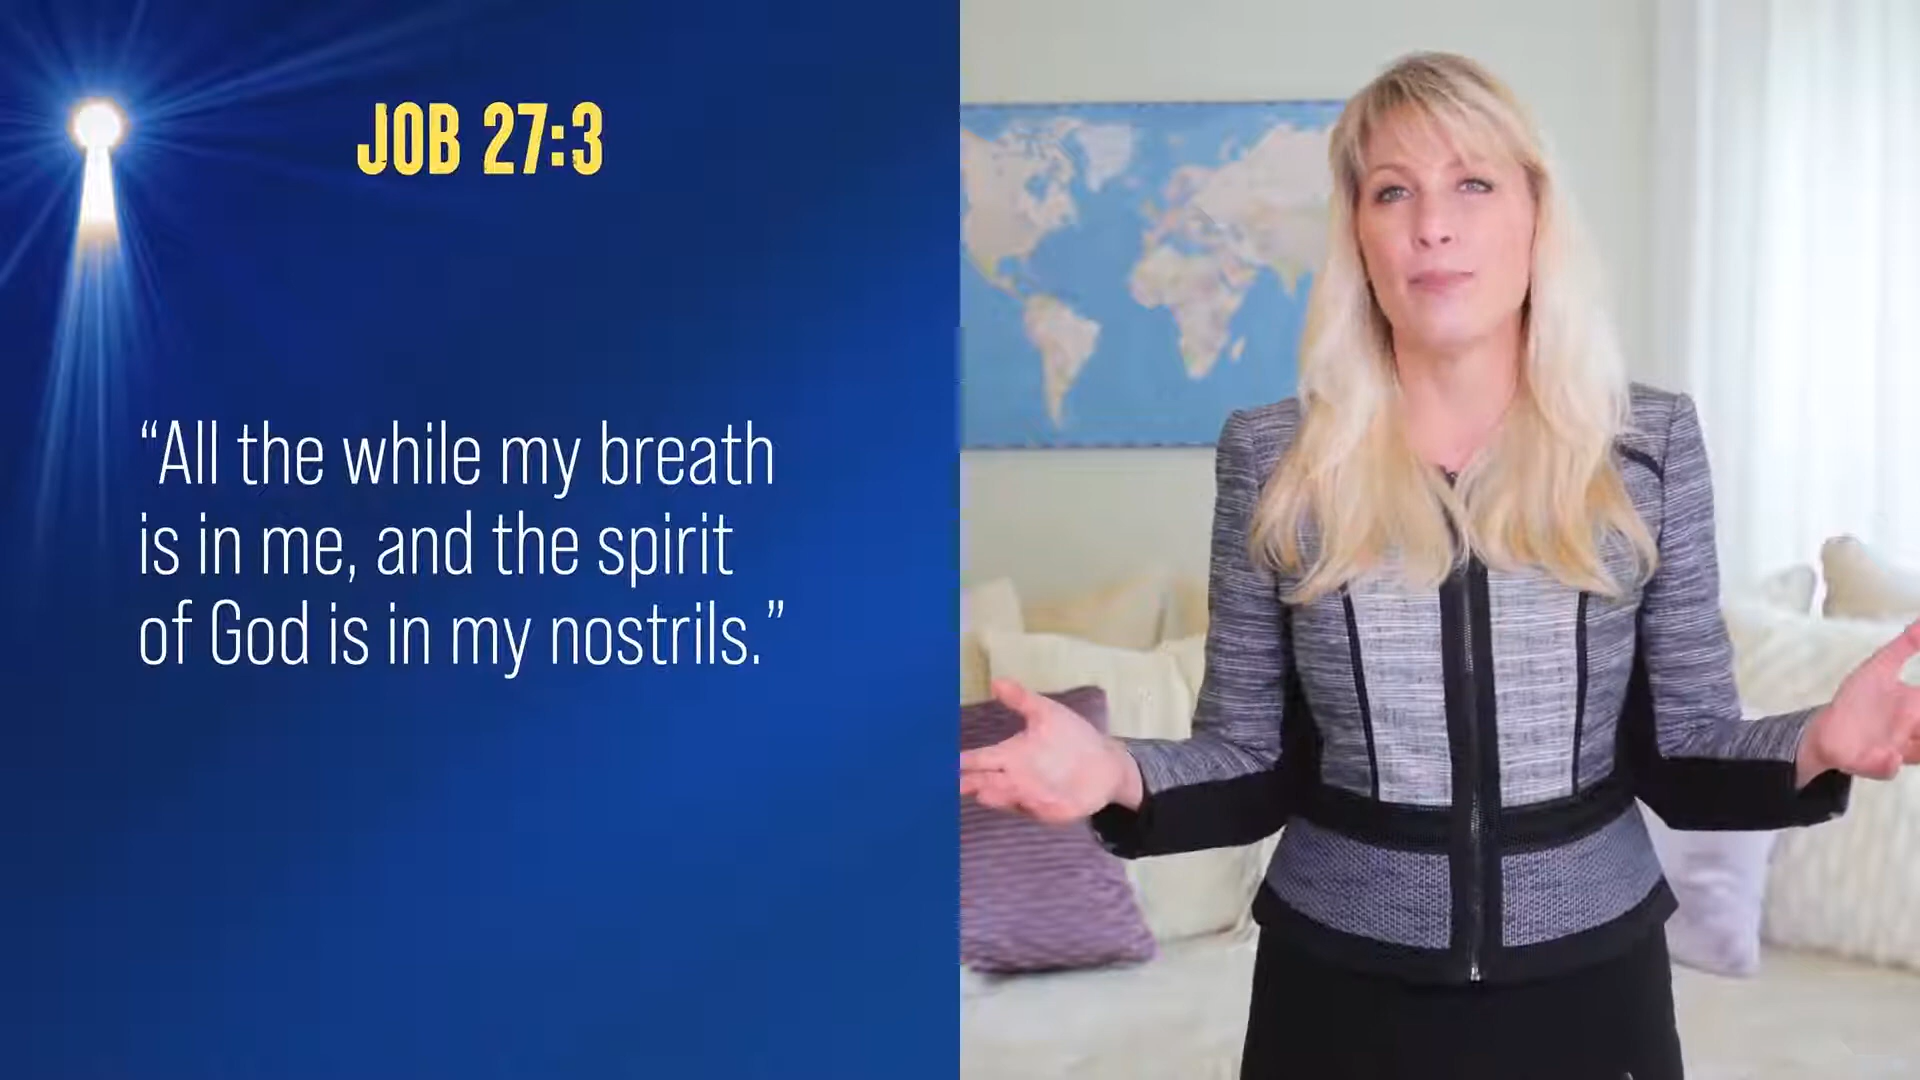 JOB 27:3
“All the while my breath
is in me, and the spirit
of God is in my nostrils.”